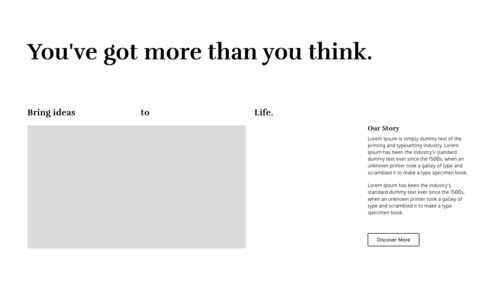 You've got more than you think.
Bring ideas to Life.
Our Story
Lorem Ipsum is simply dummy text of the
printing and typesetting industry. Lorem
Ipsum has been the industry's standard
dummy text ever since the 1500s, when an
unknown printer took a galley of type and
scrambled it to make a type specimen book.
Lorem Ipsum has been the industry's
standard dummy text ever since the 1500s,
when an unknown printer took a galley of
type and scrambled it to make a type
specimen book.
Discover More